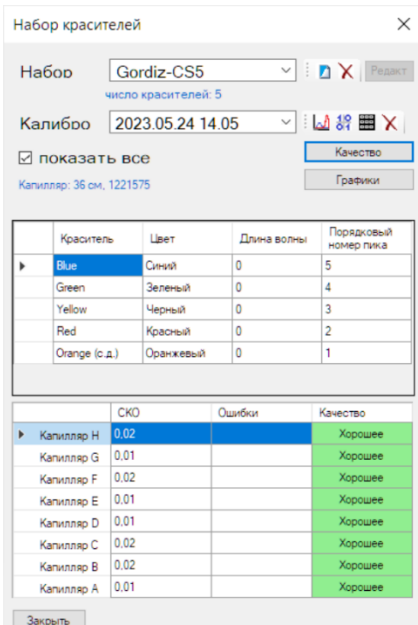 Набор красителей
Набор Gordiz-CS5 Редакт
число красителей: 5
Калибро 2023.05.24 14.05
показать все Качество
Капилляр: 36 см, 1221575 Графики
Краситель Цвет Длина волны Порядковый номер пика
Blue Синий 0 5
Green Зеленый 0 4
Yellow Черный 0 3
Red Красный 0 2
Orange (с.д.) Оранжевый 0 1
СКО Ошибки Качество
Капилляр H 0,02 Хорошее
Капилляр G 0,01 Хорошее
Капилляр F 0,02 Хорошее
Капилляр E 0,01 Хорошее
Капилляр D 0,01 Хорошее
Капилляр C 0,02 Хорошее
Капилляр B 0,02 Хорошее
Капилляр A 0,01 Хорошее
Закрыть